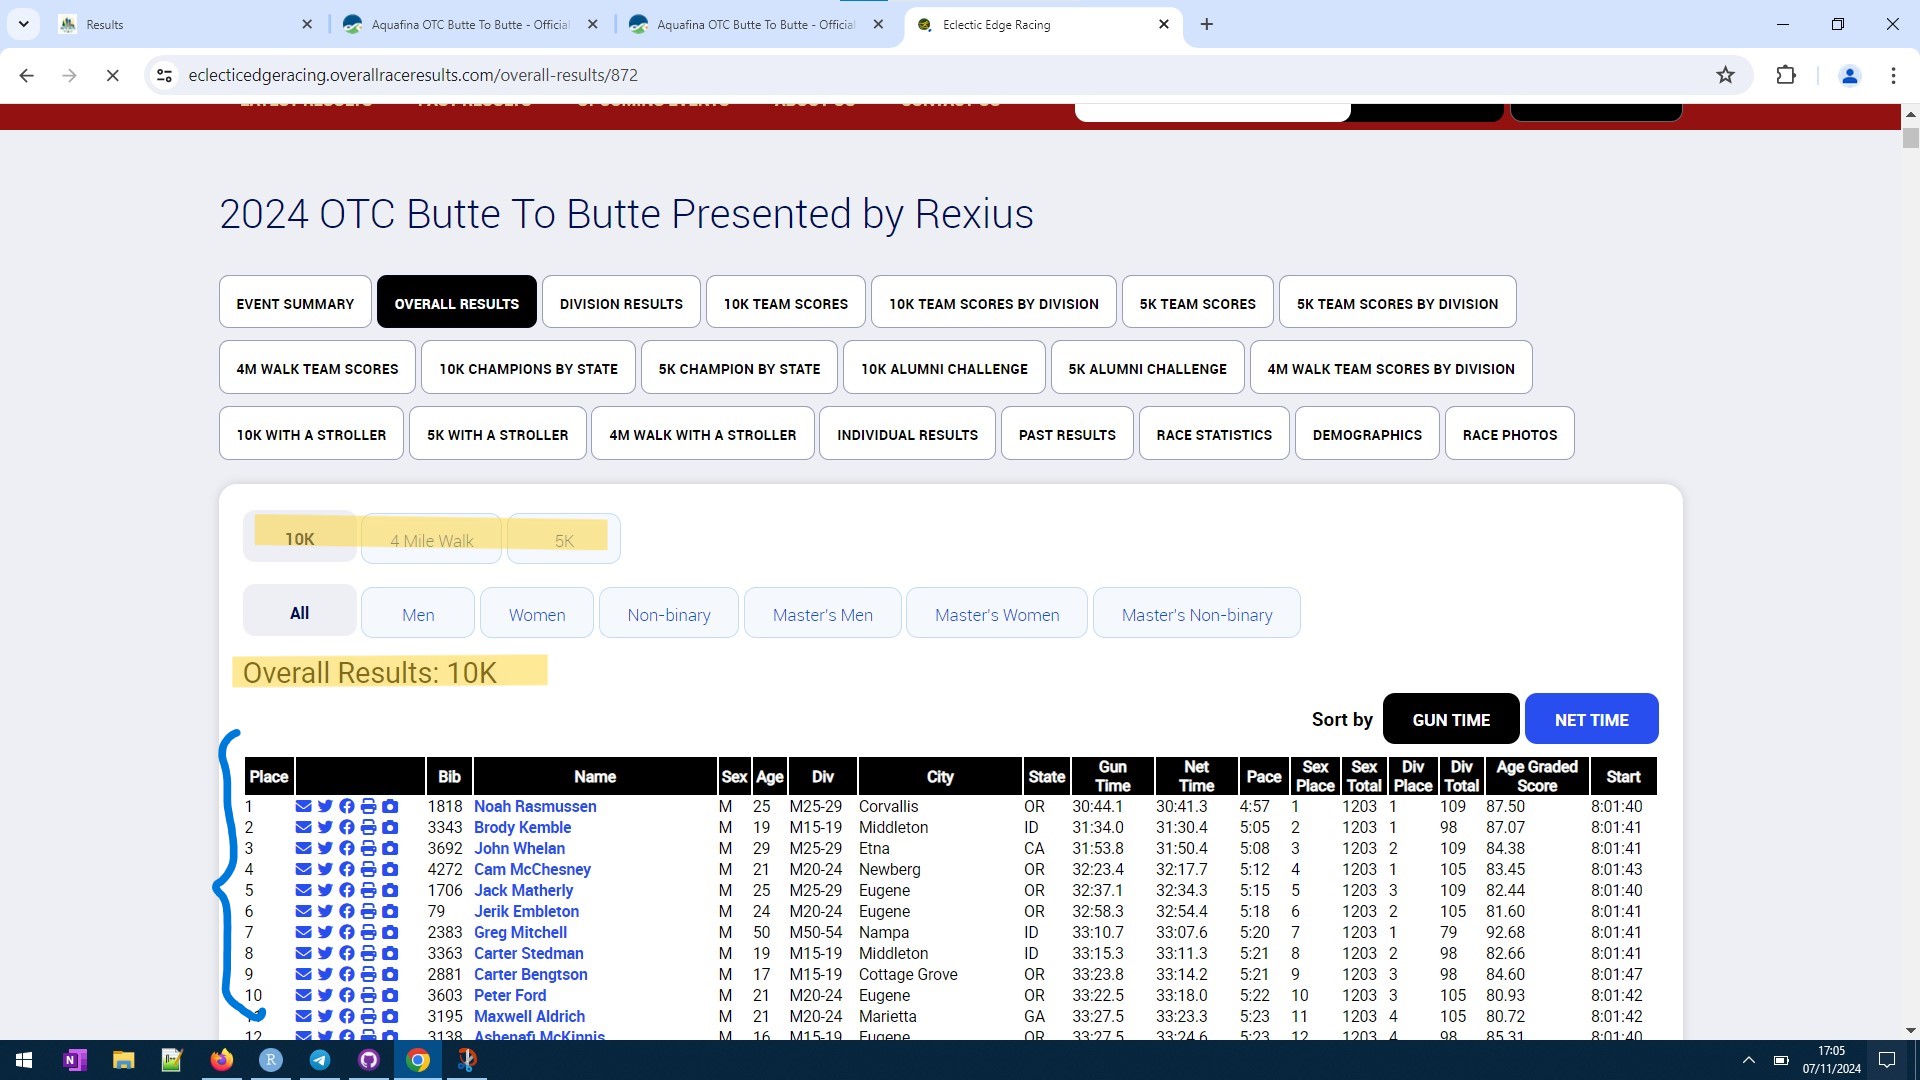 Results
Aquafina OTC Butte To Butte - Official
Aquafina OTC Butte To Butte - Official
Eclectic Edge Racing
eclecticedgeracing.overallraceresults.com/overall-results/872
LATEST RESULTS PAST RESULTS UPCOMING EVENTS ABOUT US CONTACT US
2024 OTC Butte To Butte Presented by Rexius
EVENT SUMMARY OVERALL RESULTS DIVISION RESULTS 10K TEAM SCORES 10K TEAM SCORES BY DIVISION 5K TEAM SCORES 5K TEAM SCORES BY DIVISION
4M WALK TEAM SCORES 10K CHAMPIONS BY STATE 5K CHAMPION BY STATE 10K ALUMNI CHALLENGE 5K ALUMNI CHALLENGE 4M WALK TEAM SCORES BY DIVISION
10K WITH A STROLLER 5K WITH A STROLLER 4M WALK WITH A STROLLER INDIVIDUAL RESULTS PAST RESULTS RACE STATISTICS DEMOGRAPHICS RACE PHOTOS
10K 4 Mile Walk 5K
All Men Women Non-binary Master's Men Master's Women Master's Non-binary
Overall Results: 10K
Sort by GUN TIME NET TIME
Place Bib Name Sex Age Div City State Gun Time Net Time Pace Sex Place Sex Total Div Place Div Total Age Graded Score Start
1 1818 Noah Rasmussen M 25 M25-29 Corvallis OR 30:44.1 30:41.3 4:57 1 1203 1 109 87.50 8:01:40
2 3343 Brody Kemble M 19 M15-19 Middleton ID 31:34.0 31:30.4 5:05 2 1203 1 98 87.07 8:01:41
3 3692 John Whelan M 29 M25-29 Etna CA 31:53.8 31:50.4 5:08 3 1203 2 109 84.38 8:01:41
4 4272 Cam McChesney M 21 M20-24 Newberg OR 32:23.4 32:17.7 5:12 4 1203 1 105 83.45 8:01:43
5 1706 Jack Matherly M 25 M25-29 Eugene OR 32:37.1 32:34.3 5:15 5 1203 3 109 82.44 8:01:40
6 79 Jerik Embleton M 24 M20-24 Eugene OR 32:58.3 32:54.4 5:18 6 1203 2 105 81.60 8:01:41
7 2383 Greg Mitchell M 50 M50-54 Nampa ID 33:10.7 33:07.6 5:20 7 1203 1 79 92.68 8:01:41
8 3363 Carter Stedman M 19 M15-19 Middleton ID 33:15.3 33:11.3 5:21 8 1203 2 98 82.66 8:01:41
9 2881 Carter Bengtson M 17 M15-19 Cottage Grove OR 33:23.8 33:14.2 5:21 9 1203 3 98 84.60 8:01:47
10 3603 Peter Ford M 21 M20-24 Eugene OR 33:22.5 33:18.0 5:22 10 1203 3 105 80.93 8:01:42
3195 Maxwell Aldrich M 21 M20-24 Marietta GA 33:27.5 33:23.3 5:23 11 1203 4 105 80.72 8:01:42
12 3138 Ashenafi McKinnis M 16 M15-19 Eugene OR 33:27.5 33:24.6 5:23 12 1203 4 98 85.31 8:01:40
17:05
07/11/2024